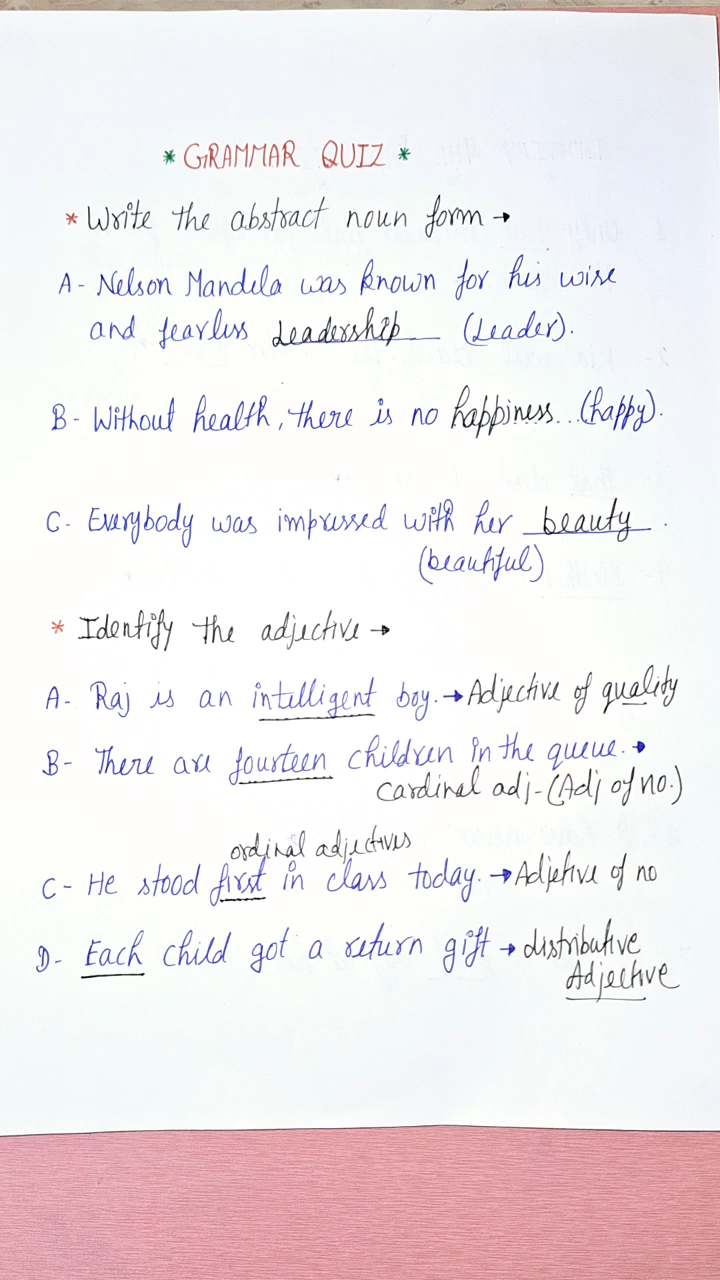 * GRAMMAR QUIZ *
* Write the abstract noun form →
A- Nelson Mandela was known for his wise
and fearless Leadership (Leader).
B- Without health, there is no happiness...(happy).
C- Everybody was impressed with her beauty.
(beautiful)
* Identify the adjective →
A- Raj is an intelligent boy. → Adjective of quality
B- There are fourteen children in the queue. →
cardinal adj-(Adj of no.)
ordinal adjectives
C- He stood first in class today. → Adjetive of no
D- Each child got a return gift → distributive
Adjective